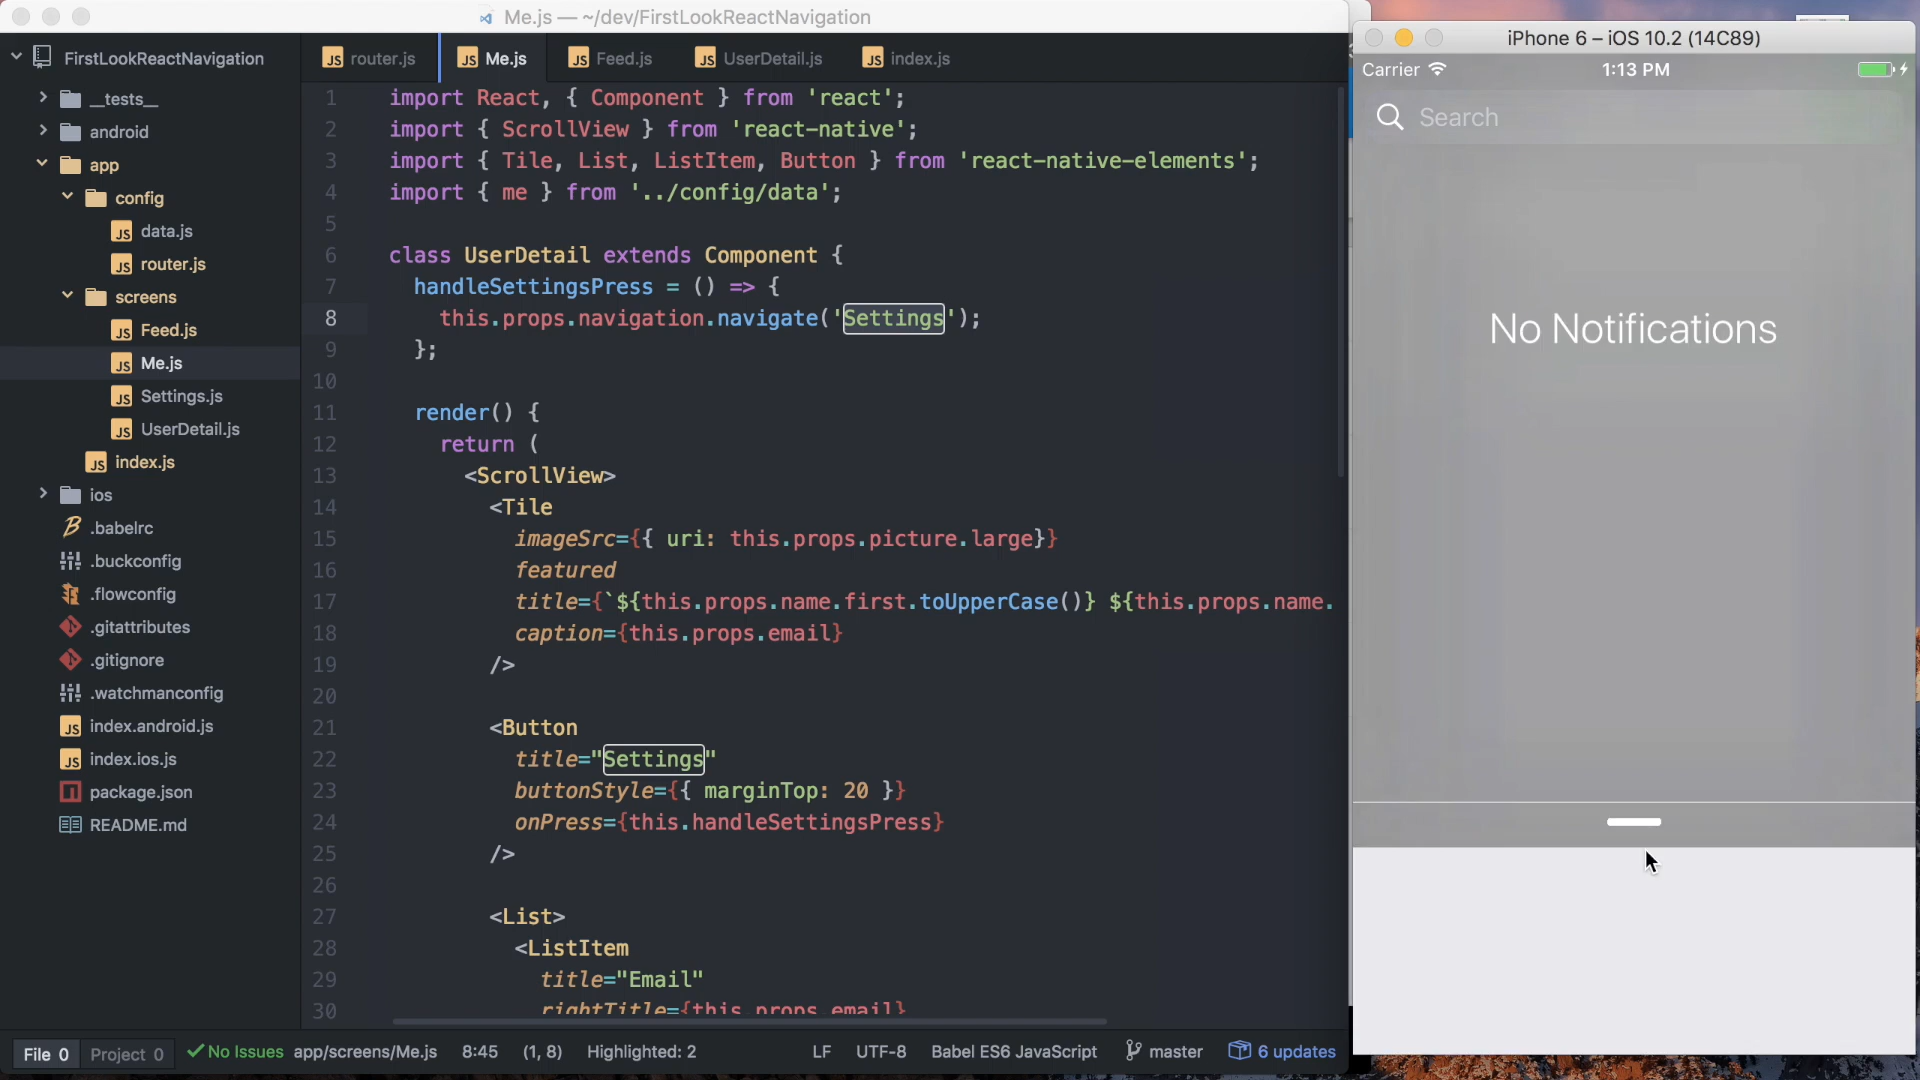 Me.js — ~/dev/FirstLookReactNavigation
FirstLookReactNavigation
__tests__
android
app
config
data.js
router.js
screens
Feed.js
Me.js
Settings.js
UserDetail.js
index.js
ios
.babelrc
.buckconfig
.flowconfig
.gitattributes
.gitignore
.watchmanconfig
index.android.js
index.ios.js
package.json
README.md
router.js Me.js Feed.js UserDetail.js index.js
1 import React, { Component } from 'react';
2 import { ScrollView } from 'react-native';
3 import { Tile, List, ListItem, Button } from 'react-native-elements';
4 import { me } from '../config/data';
5
6 class UserDetail extends Component {
7 handleSettingsPress = () => {
8 this.props.navigation.navigate('Settings');
9 };
10
11 render() {
12 return (
13 <ScrollView>
14 <Tile
15 imageSrc={{ uri: this.props.picture.large}}
16 featured
17 title={`${this.props.name.first.toUpperCase()} ${this.props.name.
18 caption={this.props.email}
19 />
20
21 <Button
22 title="Settings"
23 buttonStyle={{ marginTop: 20 }}
24 onPress={this.handleSettingsPress}
25 />
26
27 <List>
28 <ListItem
29 title="Email"
30 rightTitle={this.props.email}
File 0 Project 0 No Issues app/screens/Me.js 8:45 (1, 8) Highlighted: 2 LF UTF-8 Babel ES6 JavaScript master 6 updates
iPhone 6 – iOS 10.2 (14C89)
Carrier 1:13 PM
Search
No Notifications